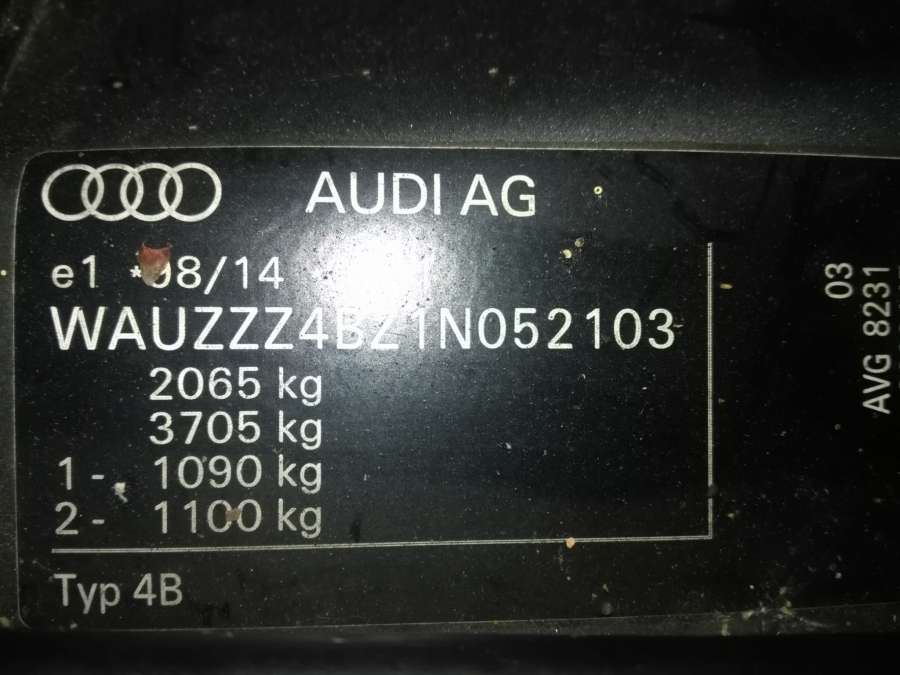 AUDI AG
e1 *98/14
WAUZZZ4BZ1N052103
2065 kg
3705 kg
1 - 1090 kg
2 - 1100 kg
Typ 4B
03
AVG 8231